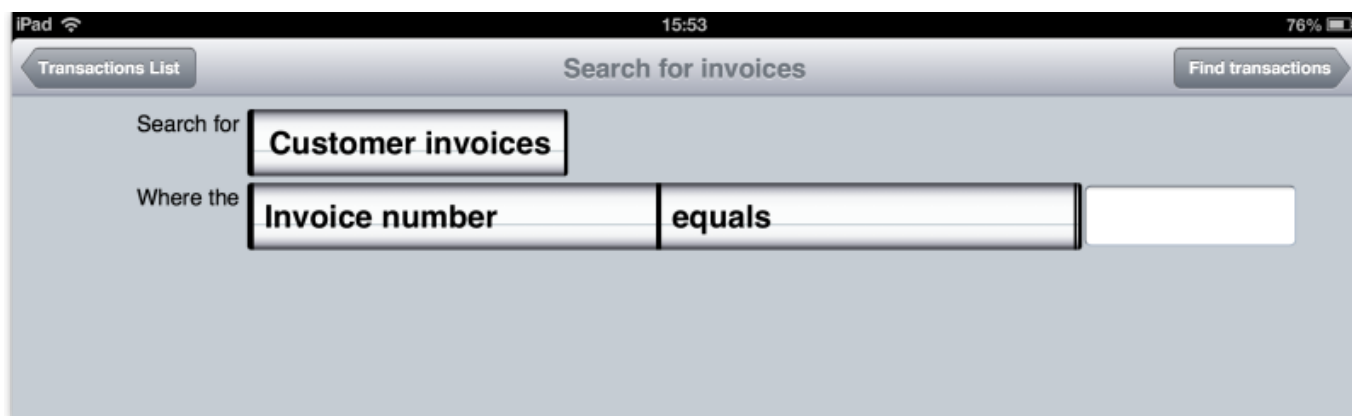 iPad 15:53 76%
Transactions List Search for invoices Find transactions
Search for Customer invoices
Where the Invoice number equals